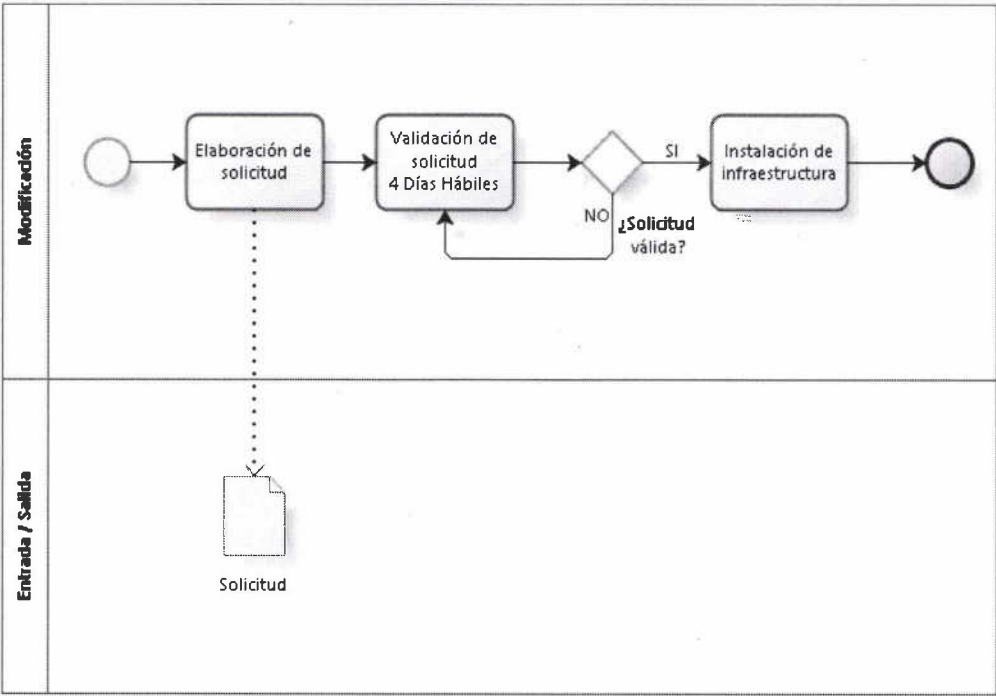 Modificación
Elaboración de
solicitud
Validación de
solicitud
4 Días Hábiles
SI
NO
¿Solicitud
válida?
Instalación de
infraestructura
Entrada / Salida
Solicitud